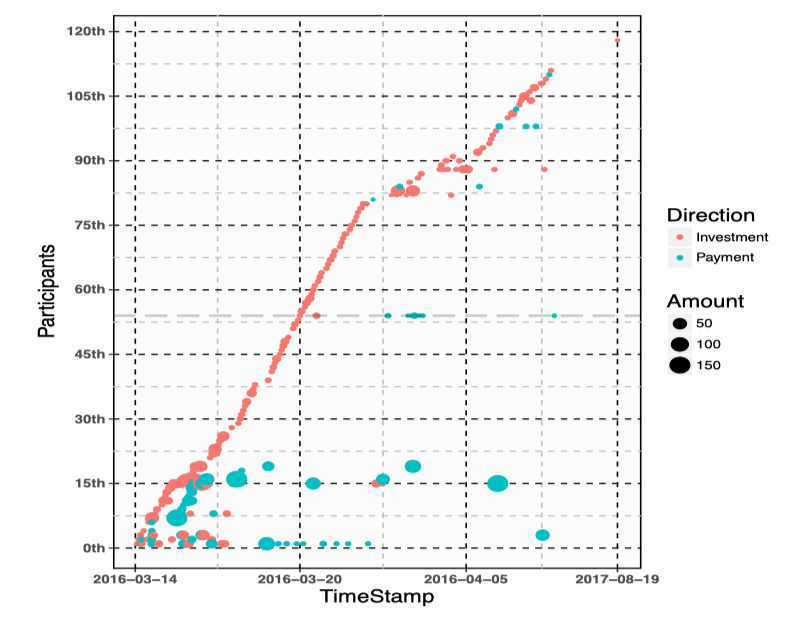 120th
105th
90th
75th
60th
45th
30th
15th
0th
Participants
2016–03–14
2016–03–20
2016–04–05
2017–08–19
TimeStamp
Direction
Investment
Payment
Amount
50
100
150